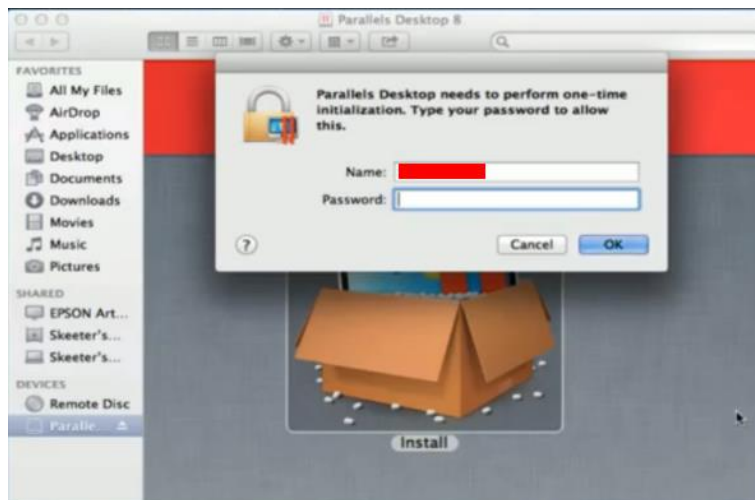 Parallels Desktop 8
FAVORITES
All My Files
AirDrop
Applications
Desktop
Documents
Downloads
Movies
Music
Pictures
SHARED
EPSON Art...
Skeeter's...
Skeeter's...
DEVICES
Remote Disc
Paralle...
Parallels Desktop needs to perform one-time
initialization. Type your password to allow
this.
Name:
Password:
?
Cancel
OK
Install